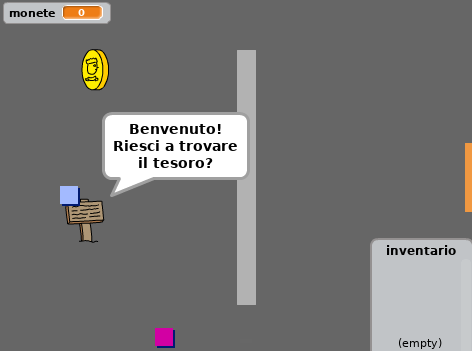 monete 0
Benvenuto!
Riesci a trovare
il tesoro?
inventario
(empty)